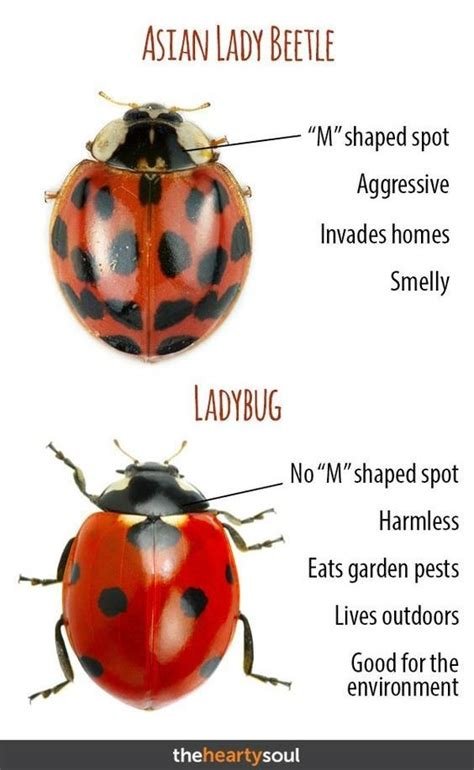 ASIAN LADY BEETLE
"M" shaped spot
Aggressive
Invades homes
Smelly
LADYBUG
No "M" shaped spot
Harmless
Eats garden pests
Lives outdoors
Good for the
environment
theheartysoul